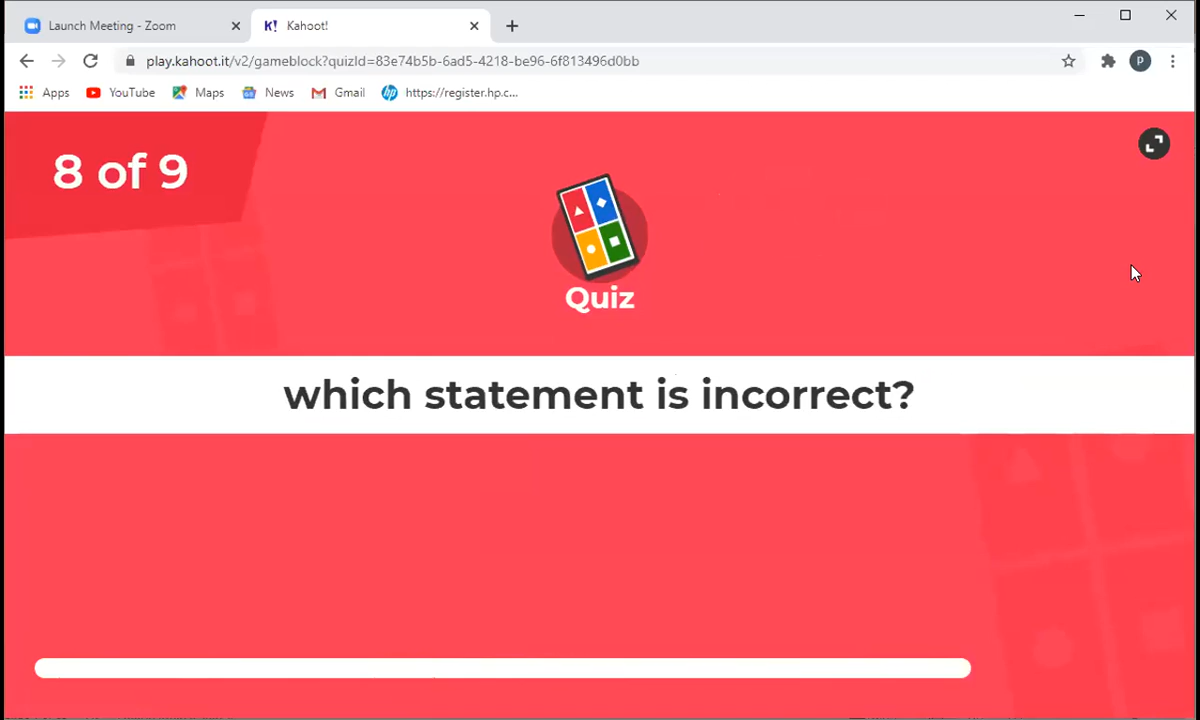 Launch Meeting - Zoom
K! Kahoot!
play.kahoot.it/v2/gameblock?quizId=83e74b5b-6ad5-4218-be96-6f813496d0bb
P
Apps YouTube Maps News Gmail https://register.hp.c...
8 of 9
Quiz
which statement is incorrect?